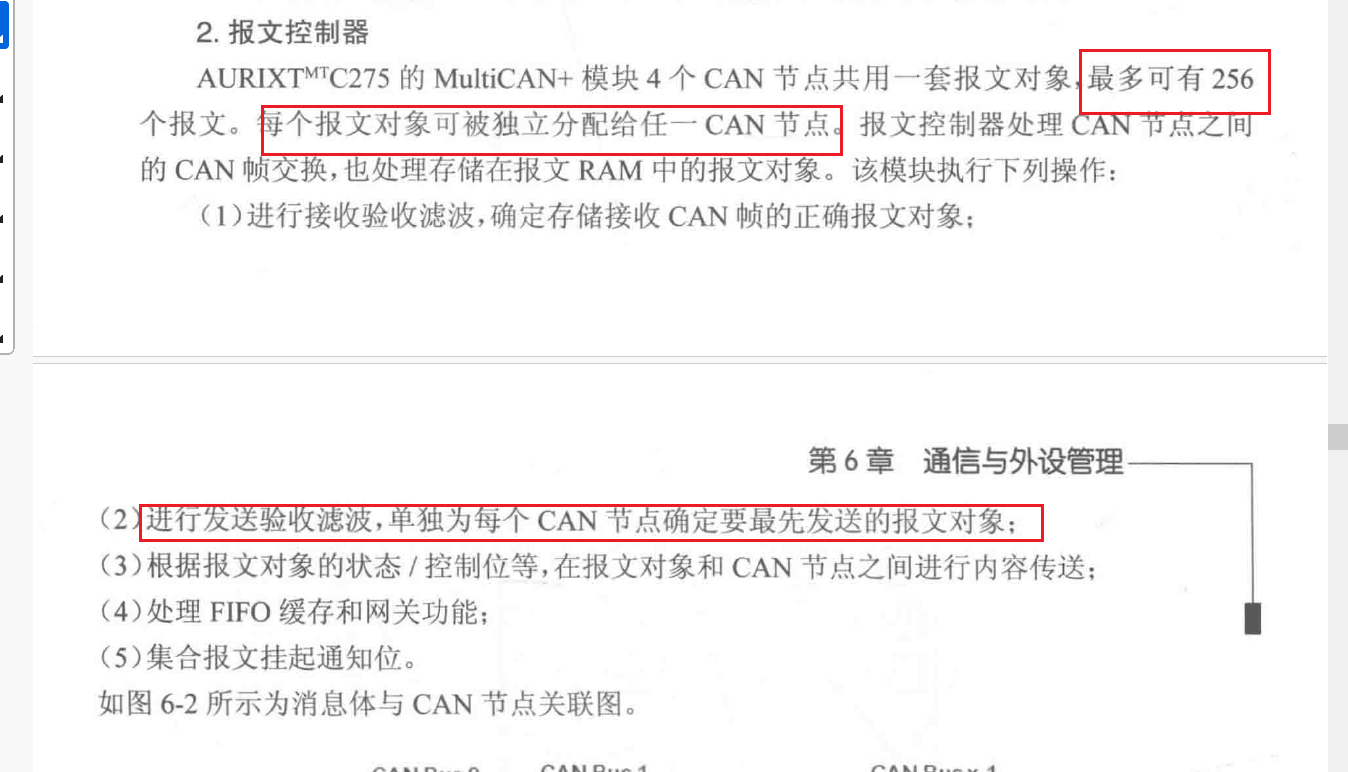 2. 报文控制器
AURIXTᴹᵀC275 的 MultiCAN+ 模块 4 个 CAN 节点共用一套报文对象,最多可有 256
个报文。每个报文对象可被独立分配给任一 CAN 节点。报文控制器处理 CAN 节点之间
的 CAN 帧交换,也处理存储在报文 RAM 中的报文对象。该模块执行下列操作:
(1)进行接收验收滤波,确定存储接收 CAN 帧的正确报文对象;
第 6 章 通信与外设管理
(2)进行发送验收滤波,单独为每个 CAN 节点确定要最先发送的报文对象;
(3)根据报文对象的状态 / 控制位等,在报文对象和 CAN 节点之间进行内容传送;
(4)处理 FIFO 缓存和网关功能;
(5)集合报文挂起通知位。
如图 6-2 所示为消息体与 CAN 节点关联图。
CAN Bus 0 CAN Bus 1 CAN Bus x-1